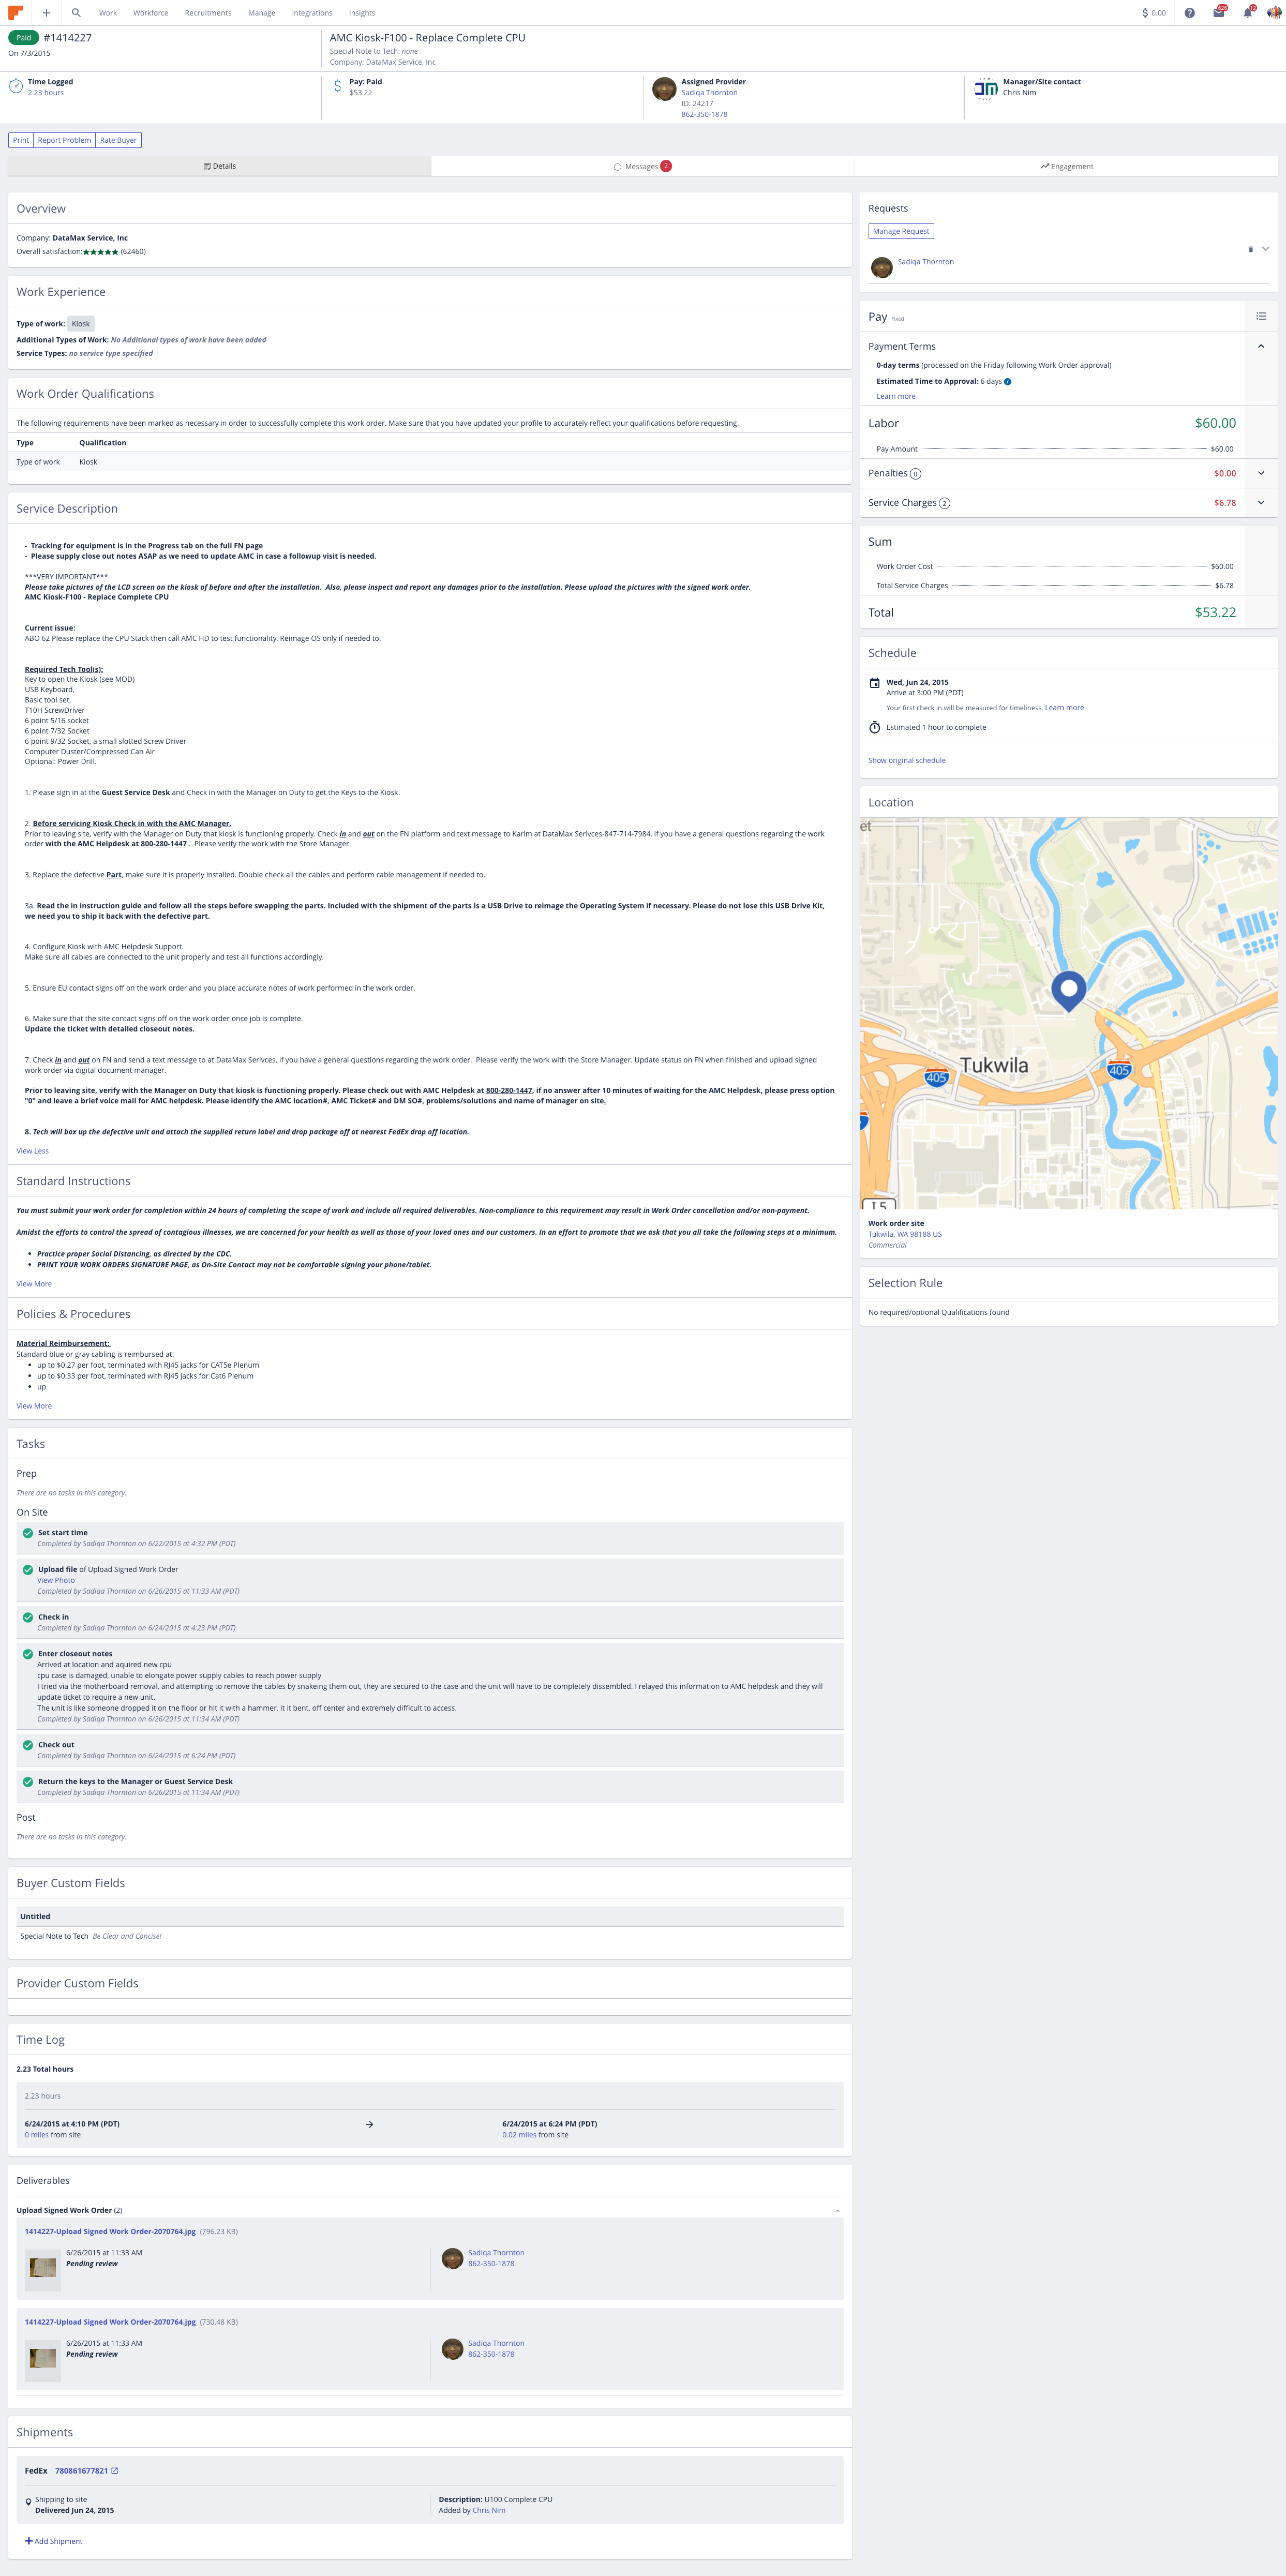 Work Workforce Recruitments Manage Integrations Insights
0.00
Paid #1414227
On 7/3/2015
AMC Kiosk-F100 - Replace Complete CPU
Special Note to Tech: none
Company: DataMax Service, Inc
Time Logged
2.23 hours
Pay: Paid
$53.22
Assigned Provider
Sadiqa Thornton
ID: 24217
862-350-1878
Manager/Site contact
Chris Nim
Print Report Problem Rate Buyer
Details
Messages 2
Engagement
Overview
Company: DataMax Service, Inc
Overall satisfaction:★★★★★ (62460)
Work Experience
Type of work: Kiosk
Additional Types of Work: No Additional types of work have been added
Service Types: no service type specified
Work Order Qualifications
The following requirements have been marked as necessary in order to successfully complete this work order. Make sure that you have updated your profile to accurately reflect your qualifications before requesting.
Type Qualification
Type of work Kiosk
Service Description
- Tracking for equipment is in the Progress tab on the full FN page
- Please supply close out notes ASAP as we need to update AMC in case a followup visit is needed.
***VERY IMPORTANT***
Please take pictures of the LCD screen on the kiosk of before and after the installation. Also, please inspect and report any damages prior to the installation. Please upload the pictures with the signed work order.
AMC Kiosk-F100 - Replace Complete CPU
Current issue:
ABO 62 Please replace the CPU Stack then call AMC HD to test functionality. Reimage OS only if needed to.
Required Tech Tool(s):
Key to open the Kiosk (see MOD)
USB Keyboard,
Basic tool set,
T10H ScrewDriver
6 point 5/16 socket
6 point 7/32 Socket
6 point 9/32 Socket, a small slotted Screw Driver
Computer Duster/Compressed Can Air
Optional: Power Drill.
1. Please sign in at the Guest Service Desk and Check in with the Manager on Duty to get the Keys to the Kiosk.
2. Before servicing Kiosk Check in with the AMC Manager.
Prior to leaving site, verify with the Manager on Duty that kiosk is functioning properly. Check in and out on the FN platform and text message to Karim at DataMax Serivces-847-714-7984, if you have a general questions regarding the work
order with the AMC Helpdesk at 800-280-1447 . Please verify the work with the Store Manager.
3. Replace the defective Part, make sure it is properly installed. Double check all the cables and perform cable management if needed to.
3a. Read the in instruction guide and follow all the steps before swapping the parts. Included with the shipment of the parts is a USB Drive to reimage the Operating System if necessary. Please do not lose this USB Drive Kit,
we need you to ship it back with the defective part.
4. Configure Kiosk with AMC Helpdesk Support.
Make sure all cables are connected to the unit properly and test all functions accordingly.
5. Ensure EU contact signs off on the work order and you place accurate notes of work performed in the work order.
6. Make sure that the site contact signs off on the work order once job is complete.
Update the ticket with detailed closeout notes.
7. Check in and out on FN and send a text message to at DataMax Serivces, if you have a general questions regarding the work order. Please verify the work with the Store Manager. Update status on FN when finished and upload signed
work order via digital document manager.
Prior to leaving site, verify with the Manager on Duty that kiosk is functioning properly. Please check out with AMC Helpdesk at 800-280-1447, if no answer after 10 minutes of waiting for the AMC Helpdesk, please press option
"0" and leave a brief voice mail for AMC helpdesk. Please identify the AMC location#, AMC Ticket# and DM SO#, problems/solutions and name of manager on site.
8. Tech will box up the defective unit and attach the supplied return label and drop package off at nearest FedEx drop off location.
View Less
Standard Instructions
You must submit your work order for completion within 24 hours of completing the scope of work and include all required deliverables. Non-compliance to this requirement may result in Work Order cancellation and/or non-payment.
Amidst the efforts to control the spread of contagious illnesses, we are concerned for your health as well as those of your loved ones and our customers. In an effort to promote that we ask that you all take the following steps at a minimum.
• Practice proper Social Distancing, as directed by the CDC.
• PRINT YOUR WORK ORDERS SIGNATURE PAGE, as On-Site Contact may not be comfortable signing your phone/tablet.
View More
Policies & Procedures
Material Reimbursement:
Standard blue or gray cabling is reimbursed at:
• up to $0.27 per foot, terminated with RJ45 jacks for CAT5e Plenum
• up to $0.33 per foot, terminated with RJ45 jacks for Cat6 Plenum
• up
View More
Tasks
Prep
There are no tasks in this category.
On Site
Set start time
Completed by Sadiqa Thornton on 6/22/2015 at 4:32 PM (PDT)
Upload file of Upload Signed Work Order
View Photo
Completed by Sadiqa Thornton on 6/26/2015 at 11:33 AM (PDT)
Check in
Completed by Sadiqa Thornton on 6/24/2015 at 4:23 PM (PDT)
Enter closeout notes
Arrived at location and aquired new cpu
cpu case is damaged, unable to elongate power supply cables to reach power supply
I tried via the motherboard removal, and attempting to remove the cables by snakeing them out, they are secured to the case and the unit will have to be completely dissembled. I relayed this information to AMC helpdesk and they will
update ticket to require a new unit.
The unit is like someone dropped it on the floor or hit it with a hammer. it it bent, off center and extremely difficult to access.
Completed by Sadiqa Thornton on 6/26/2015 at 11:34 AM (PDT)
Check out
Completed by Sadiqa Thornton on 6/24/2015 at 6:24 PM (PDT)
Return the keys to the Manager or Guest Service Desk
Completed by Sadiqa Thornton on 6/26/2015 at 11:34 AM (PDT)
Post
There are no tasks in this category.
Buyer Custom Fields
Untitled
Special Note to Tech Be Clear and Concise!
Provider Custom Fields
Time Log
2.23 Total hours
2.23 hours
6/24/2015 at 4:10 PM (PDT)
0 miles from site
6/24/2015 at 6:24 PM (PDT)
0.02 miles from site
Deliverables
Upload Signed Work Order (2)
1414227-Upload Signed Work Order-2070764.jpg (796.23 KB)
6/26/2015 at 11:33 AM
Pending review
Sadiqa Thornton
862-350-1878
1414227-Upload Signed Work Order-2070764.jpg (730.48 KB)
6/26/2015 at 11:33 AM
Pending review
Sadiqa Thornton
862-350-1878
Shipments
FedEx 780861677821
Shipping to site
Delivered Jun 24, 2015
Description: U100 Complete CPU
Added by Chris Nim
Add Shipment
Requests
Manage Request
Sadiqa Thornton
Pay Fixed
Payment Terms
0-day terms (processed on the Friday following Work Order approval)
Estimated Time to Approval: 6 days
Learn more
Labor $60.00
Pay Amount $60.00
Penalties 0 $0.00
Service Charges 2 $6.78
Sum
Work Order Cost $60.00
Total Service Charges $6.78
Total $53.22
Schedule
Wed, Jun 24, 2015
Arrive at 3:00 PM (PDT)
Your first check in will be measured for timeliness. Learn more
Estimated 1 hour to complete
Show original schedule
Location
et
Tukwila
405
405
I 5
Work order site
Tukwila, WA 98188 US
Commercial
Selection Rule
No required/optional Qualifications found